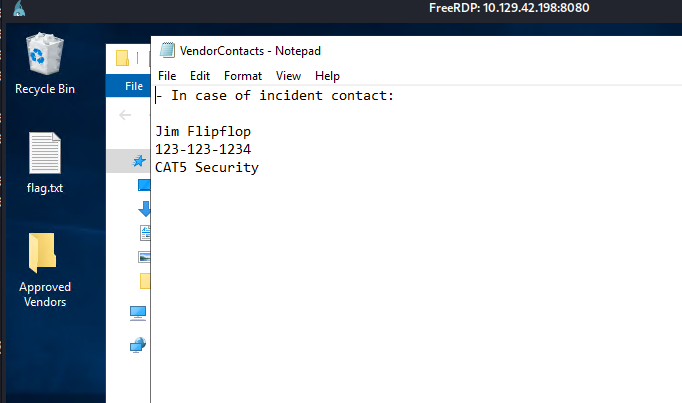 FreeRDP: 10.129.42.198:8080
Recycle Bin
flag.txt
Approved
Vendors
File
VendorContacts - Notepad
File Edit Format View Help
- In case of incident contact:
Jim Flipflop
123-123-1234
CAT5 Security